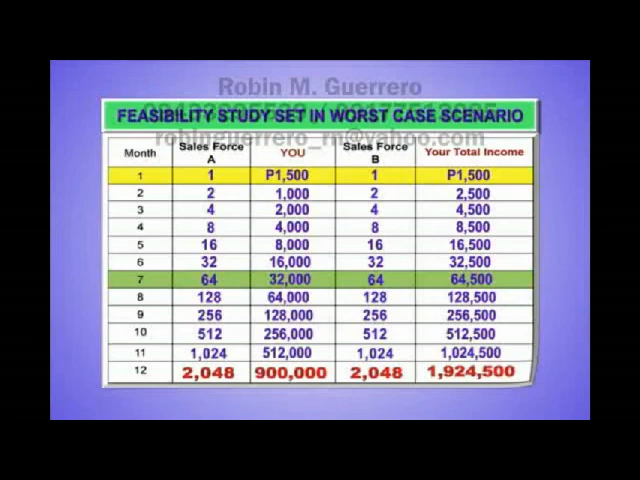 Robin M. Guerrero
FEASIBILITY STUDY SET IN WORST CASE SCENARIO
robinguerrero_rn@yahoo.com
Month Sales Force A YOU Sales Force B Your Total Income
1 1 P1,500 1 P1,500
2 2 1,000 2 2,500
3 4 2,000 4 4,500
4 8 4,000 8 8,500
5 16 8,000 16 16,500
6 32 16,000 32 32,500
7 64 32,000 64 64,500
8 128 64,000 128 128,500
9 256 128,000 256 256,500
10 512 256,000 512 512,500
11 1,024 512,000 1,024 1,024,500
12 2,048 900,000 2,048 1,924,500